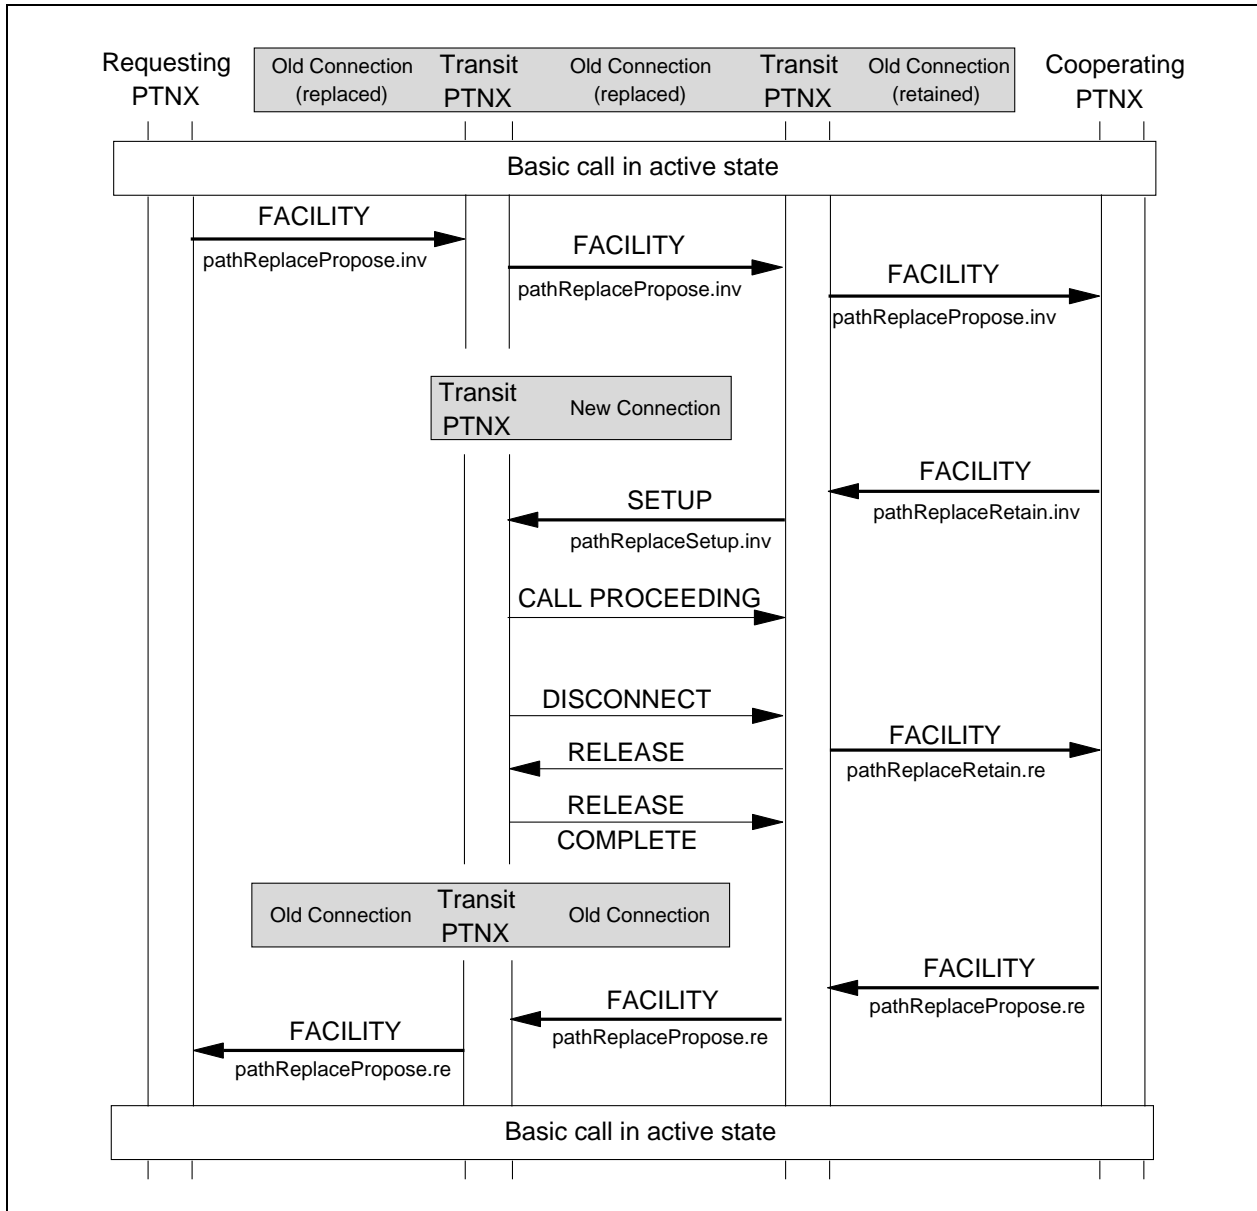 Requesting PTNX
Old Connection (replaced)
Transit PTNX
Old Connection (replaced)
Transit PTNX
Old Connection (retained)
Cooperating PTNX
Basic call in active state
FACILITY
pathReplacePropose.inv
FACILITY
pathReplacePropose.inv
FACILITY
pathReplacePropose.inv
Transit PTNX
New Connection
FACILITY
pathReplaceRetain.inv
SETUP
pathReplaceSetup.inv
CALL PROCEEDING
DISCONNECT
FACILITY
pathReplaceRetain.re
RELEASE
RELEASE
COMPLETE
Old Connection
Transit PTNX
Old Connection
FACILITY
pathReplacePropose.re
FACILITY
pathReplacePropose.re
FACILITY
pathReplacePropose.re
Basic call in active state